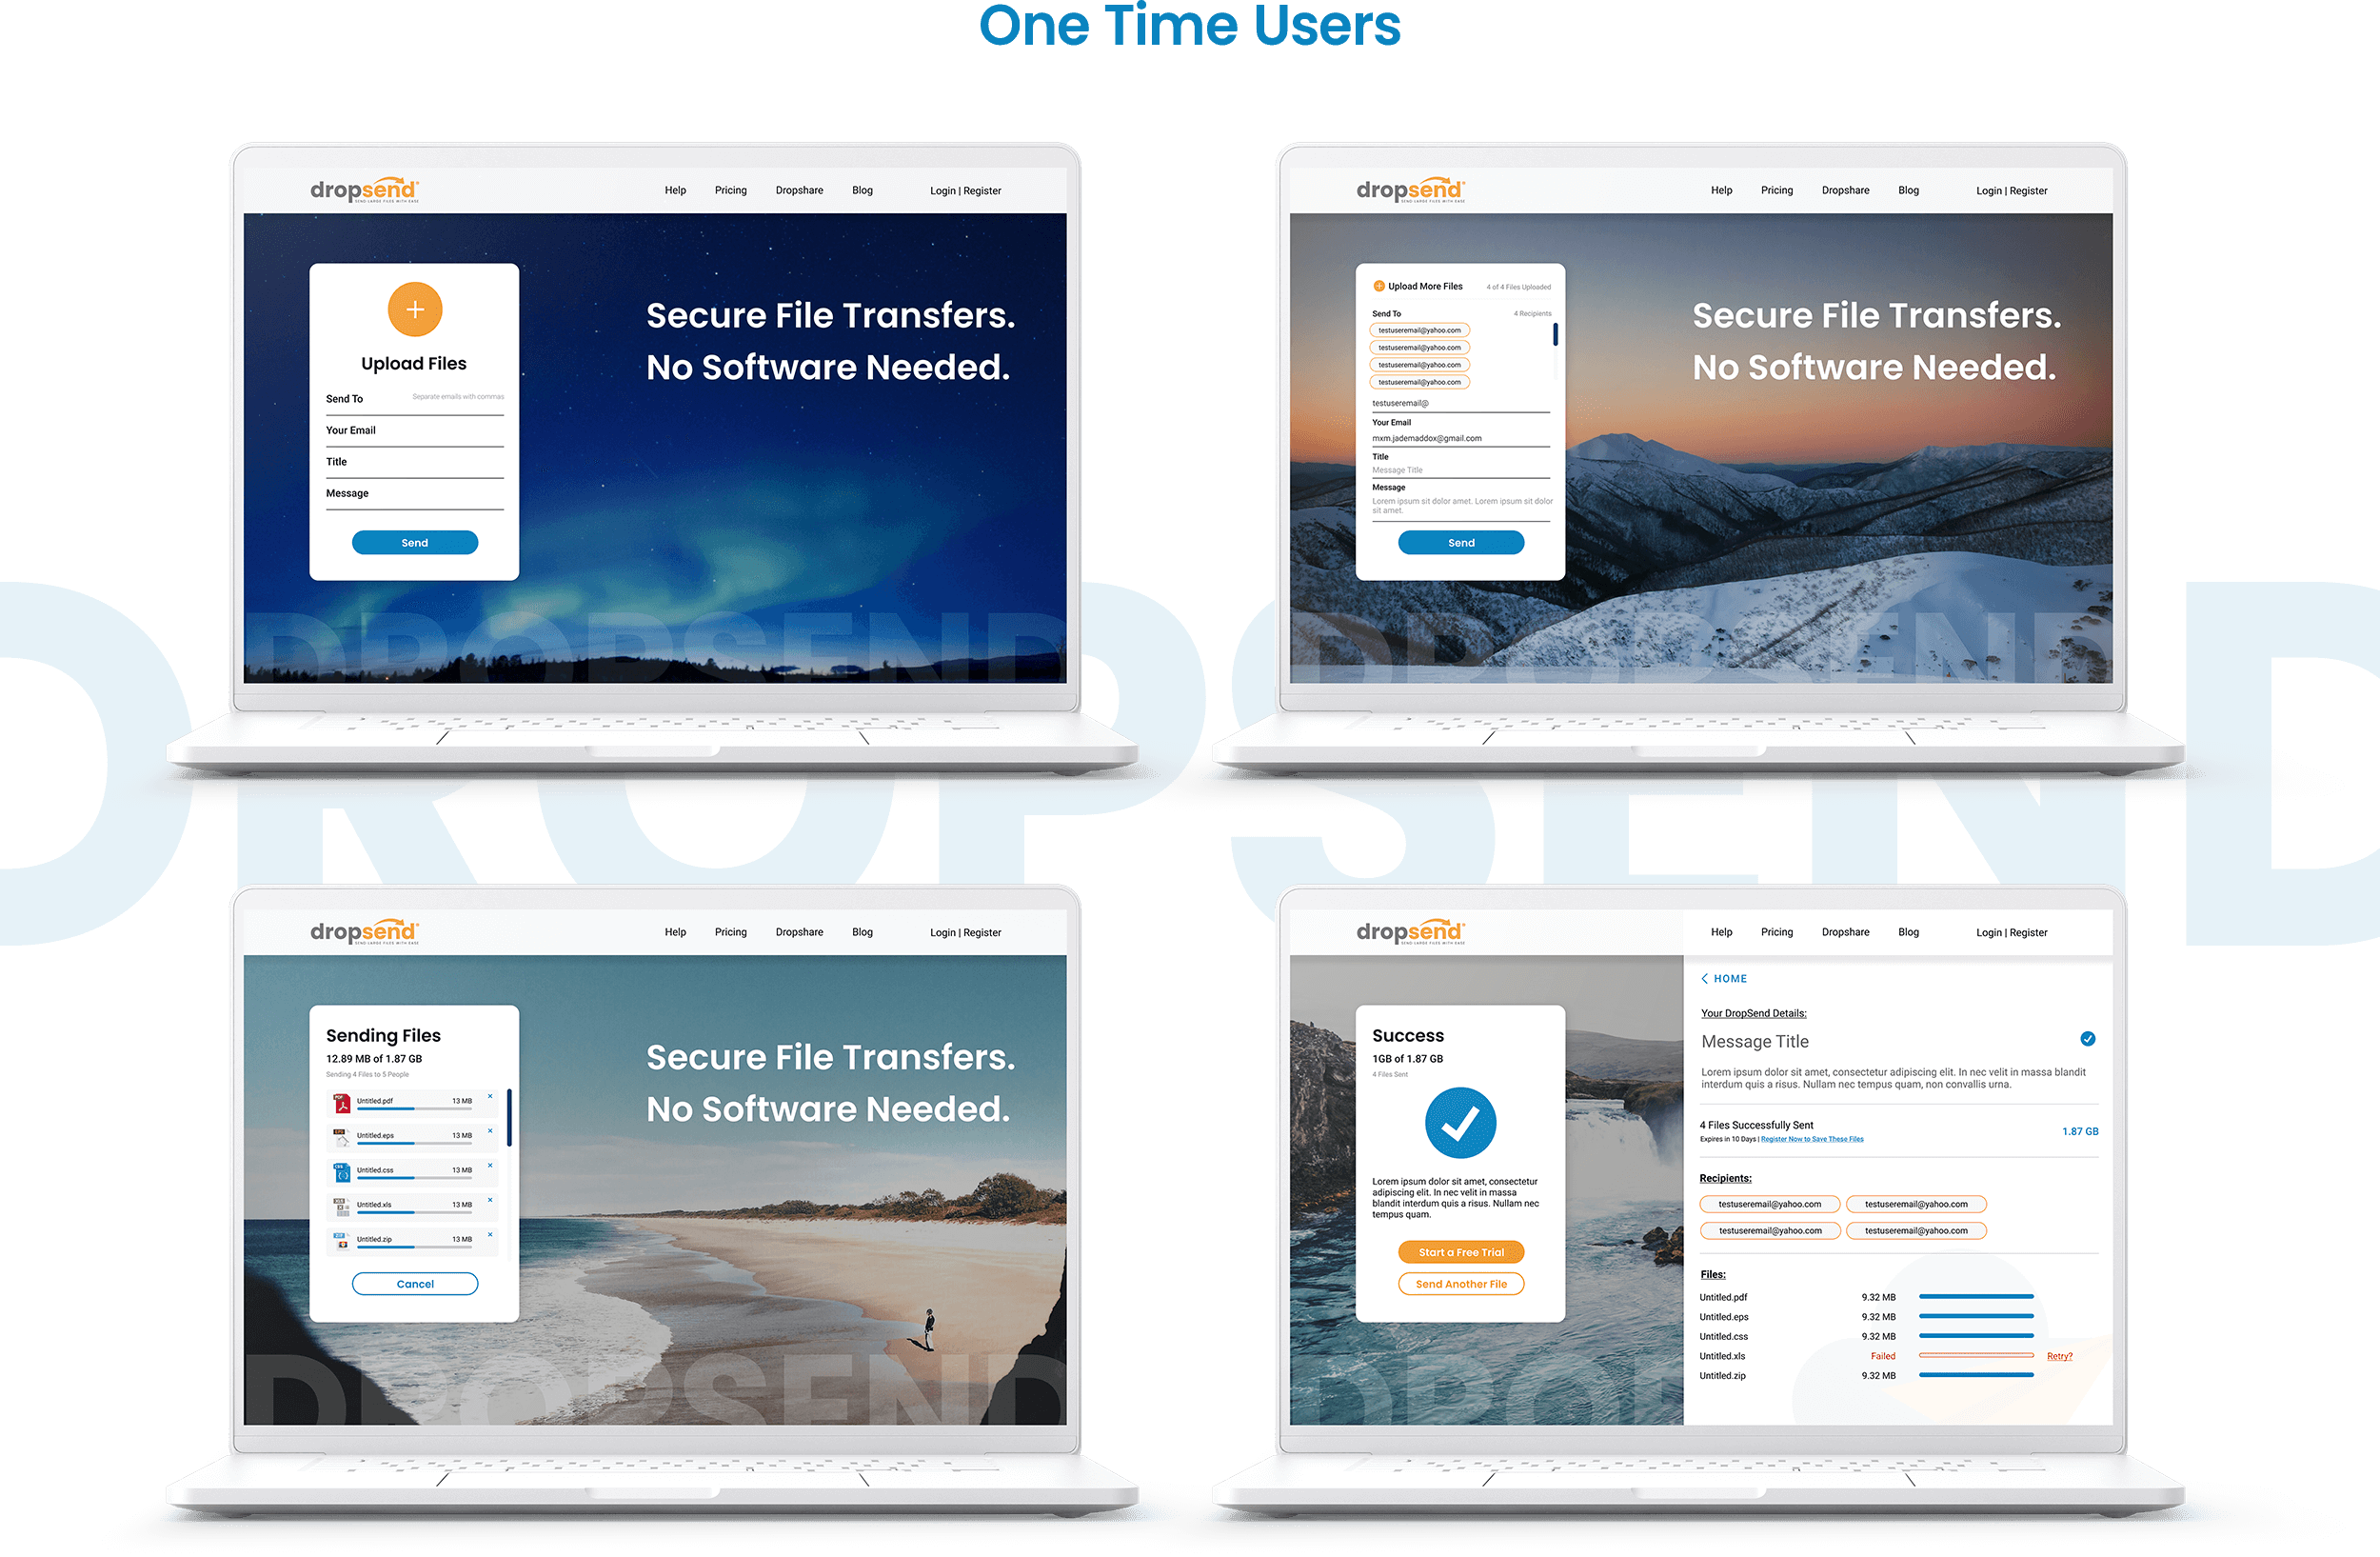 One Time Users
dropsend
SEND LARGE FILES WITH EASE
Help Pricing Dropshare Blog Login | Register
Upload Files
Send To Separate emails with commas
Your Email
Title
Message
Send
Secure File Transfers.
No Software Needed.
DROPSEND
dropsend
SEND LARGE FILES WITH EASE
Help Pricing Dropshare Blog Login | Register
Upload More Files 4 of 4 Files Uploaded
Send To 4 Recipients
testuseremail@yahoo.com
testuseremail@yahoo.com
testuseremail@yahoo.com
testuseremail@yahoo.com
testuseremail@
Your Email
mxm.jademaddox@gmail.com
Title
Message Title
Message
Lorem ipsum sit dolor amet. Lorem ipsum sit dolor
sit amet.
Send
Secure File Transfers.
No Software Needed.
DROPSEND
DROPSEND
dropsend
SEND LARGE FILES WITH EASE
Help Pricing Dropshare Blog Login | Register
Sending Files
12.89 MB of 1.87 GB
Sending 4 Files to 5 People
PDF Untitled.pdf 13 MB ×
EPS Untitled.eps 13 MB ×
CSS Untitled.css 13 MB ×
XLS Untitled.xls 13 MB ×
ZIP Untitled.zip 13 MB ×
Cancel
Secure File Transfers.
No Software Needed.
DROPSEND
dropsend
SEND LARGE FILES WITH EASE
Help Pricing Dropshare Blog Login | Register
Success
1GB of 1.87 GB
4 Files Sent
Lorem ipsum dolor sit amet, consectetur
adipiscing elit. In nec velit in massa
blandit interdum quis a risus. Nullam nec
tempus quam.
Start a Free Trial
Send Another File
DROP
< HOME
Your DropSend Details:
Message Title
Lorem ipsum dolor sit amet, consectetur adipiscing elit. In nec velit in massa blandit
interdum quis a risus. Nullam nec tempus quam, non convallis urna.
4 Files Successfully Sent
Expires in 10 Days | Register Now to Save These Files
1.87 GB
Recipients:
testuseremail@yahoo.com testuseremail@yahoo.com
testuseremail@yahoo.com testuseremail@yahoo.com
Files:
Untitled.pdf 9.32 MB
Untitled.eps 9.32 MB
Untitled.css 9.32 MB
Untitled.xls Failed Retry?
Untitled.zip 9.32 MB